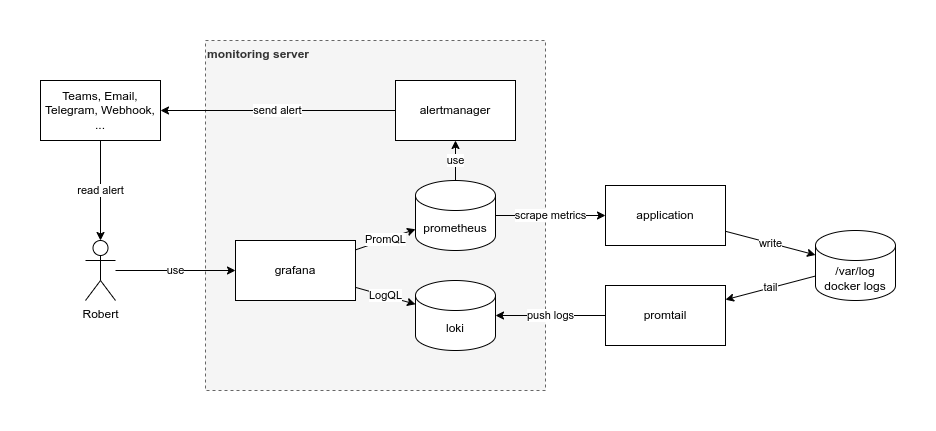 monitoring server
Teams, Email,
Telegram, Webhook,
...
send alert
alertmanager
read alert
use
prometheus
scrape metrics
application
PromQL
write
Robert
use
grafana
LogQL
/var/log
docker logs
tail
loki
push logs
promtail